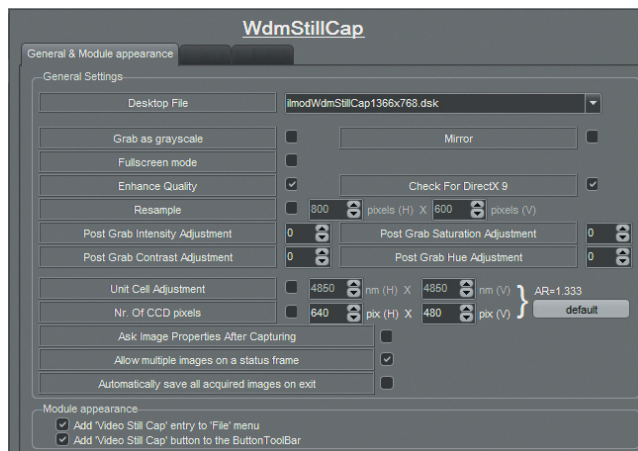 WdmStillCap
General & Module appearance
General Settings
Desktop File ilmodWdmStillCap1366x768.dsk
Grab as grayscale Mirror
Fullscreen mode
Enhance Quality Check For DirectX 9
Resample 800 pixels (H) X 600 pixels (V)
Post Grab Intensity Adjustment 0 Post Grab Saturation Adjustment 0
Post Grab Contrast Adjustment 0 Post Grab Hue Adjustment 0
Unit Cell Adjustment 4850 nm (H) X 4850 nm (V) AR=1.333
Nr. Of CCD pixels 640 pix (H) X 480 pix (V) default
Ask Image Properties After Capturing
Allow multiple images on a status frame
Automatically save all acquired images on exit
Module appearance
Add 'Video Still Cap' entry to 'File' menu
Add 'Video Still Cap' button to the ButtonToolBar